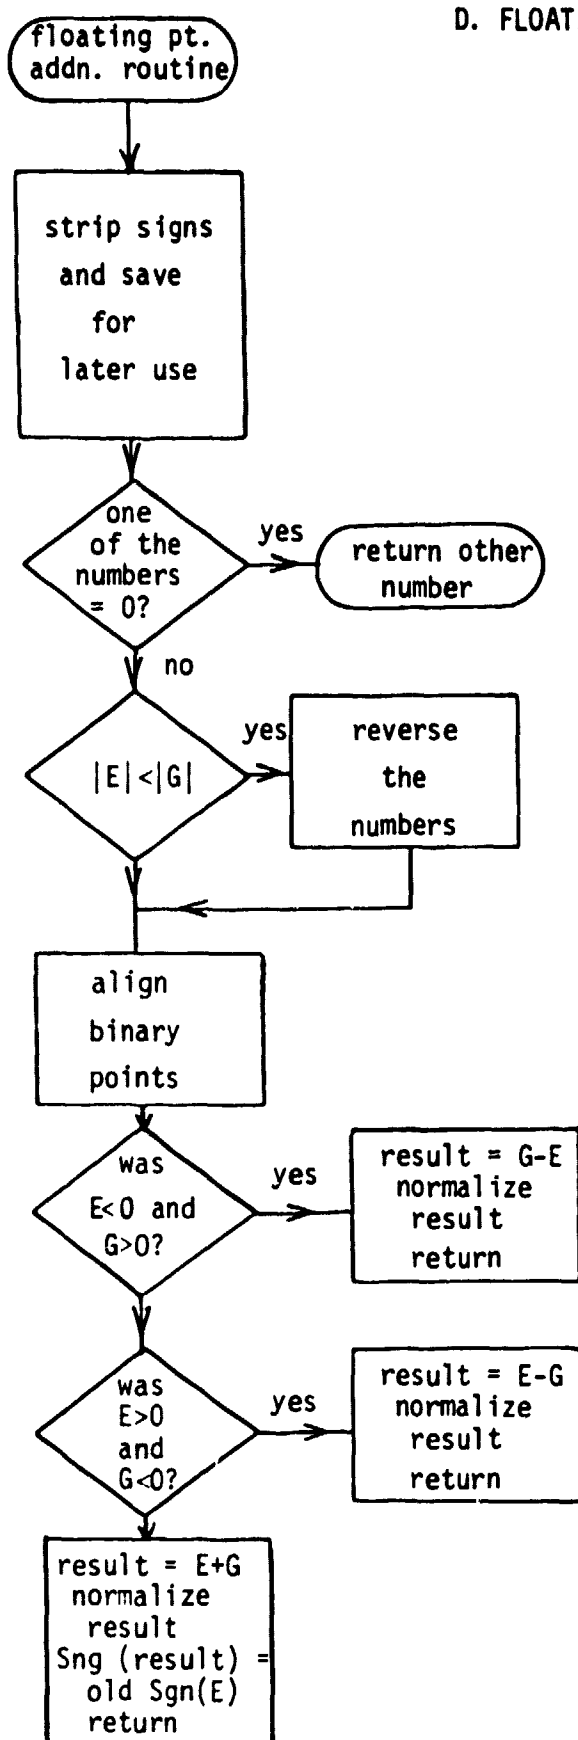 D. FLOAT
floating pt.
addn. routine
strip signs
and save
for
later use
one
of the
numbers
= 0?
yes
return other
number
no
|E|<|G|
yes
reverse
the
numbers
align
binary
points
was
E<0 and
G>0?
yes
result = G-E
normalize
result
return
was
E>0
and
G<0?
yes
result = E-G
normalize
result
return
result = E+G
normalize
result
Sng (result) =
old Sgn(E)
return